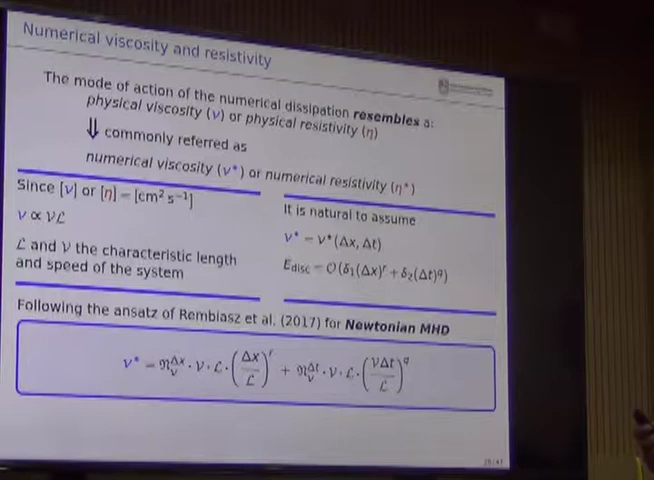 Numerical viscosity and resistivity
The mode of action of the numerical dissipation resembles a:
physical viscosity (ν) or physical resistivity (η)
⇓ commonly referred as
numerical viscosity (ν*) or numerical resistivity (η*)
Since [ν] or [η] = [cm² s⁻¹]
ν ∝ 𝒱ℒ
ℒ and 𝒱 the characteristic length
and speed of the system
It is natural to assume
ν* = ν*(Δx, Δt)
E_disc = 𝒪(δ₁(Δx)^r + δ₂(Δt)^q)
Following the ansatz of Rembiasz et al. (2017) for Newtonian MHD
ν* = 𝔑_ν^Δx · 𝒱 · ℒ · (Δx/ℒ)^r + 𝔑_ν^Δt · 𝒱 · ℒ · (𝒱Δt/ℒ)^q